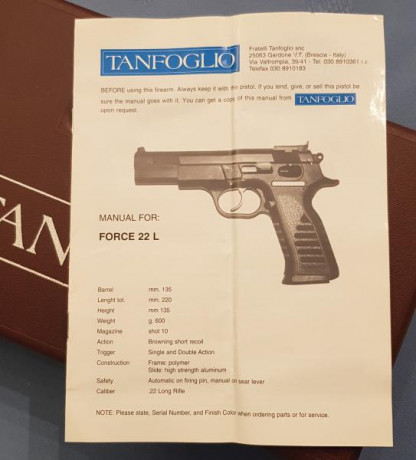 TANFOGLIO
Fratelli Tanfoglio snc
25063 Gardone V.T. (Brescia - Italy)
Via Valtrompia, 39/41 - Tel. 030 8910361 r.a.
Telefax 030 8910183
BEFORE using this firearm. Always keep it with the pistol. If you lend, give, or sell this pistol be
sure the manual goes with it. You can get a copy of this manual from TANFOGLIO
upon request.
MANUAL FOR:
FORCE 22 L
Barrel mm. 135
Lenght tot. mm. 220
Height mm 135
Weight g. 600
Magazine shot 10
Action Browning short recoil
Trigger Single and Double Action
Construction Frame: polymer
Slide: high strength aluminum
Safety Automatic on firing pin, manual on sear lever
Caliber .22 Long Rifle
NOTE: Please state, Serial Number, and Finish Color when ordering parts or for service.
TAN